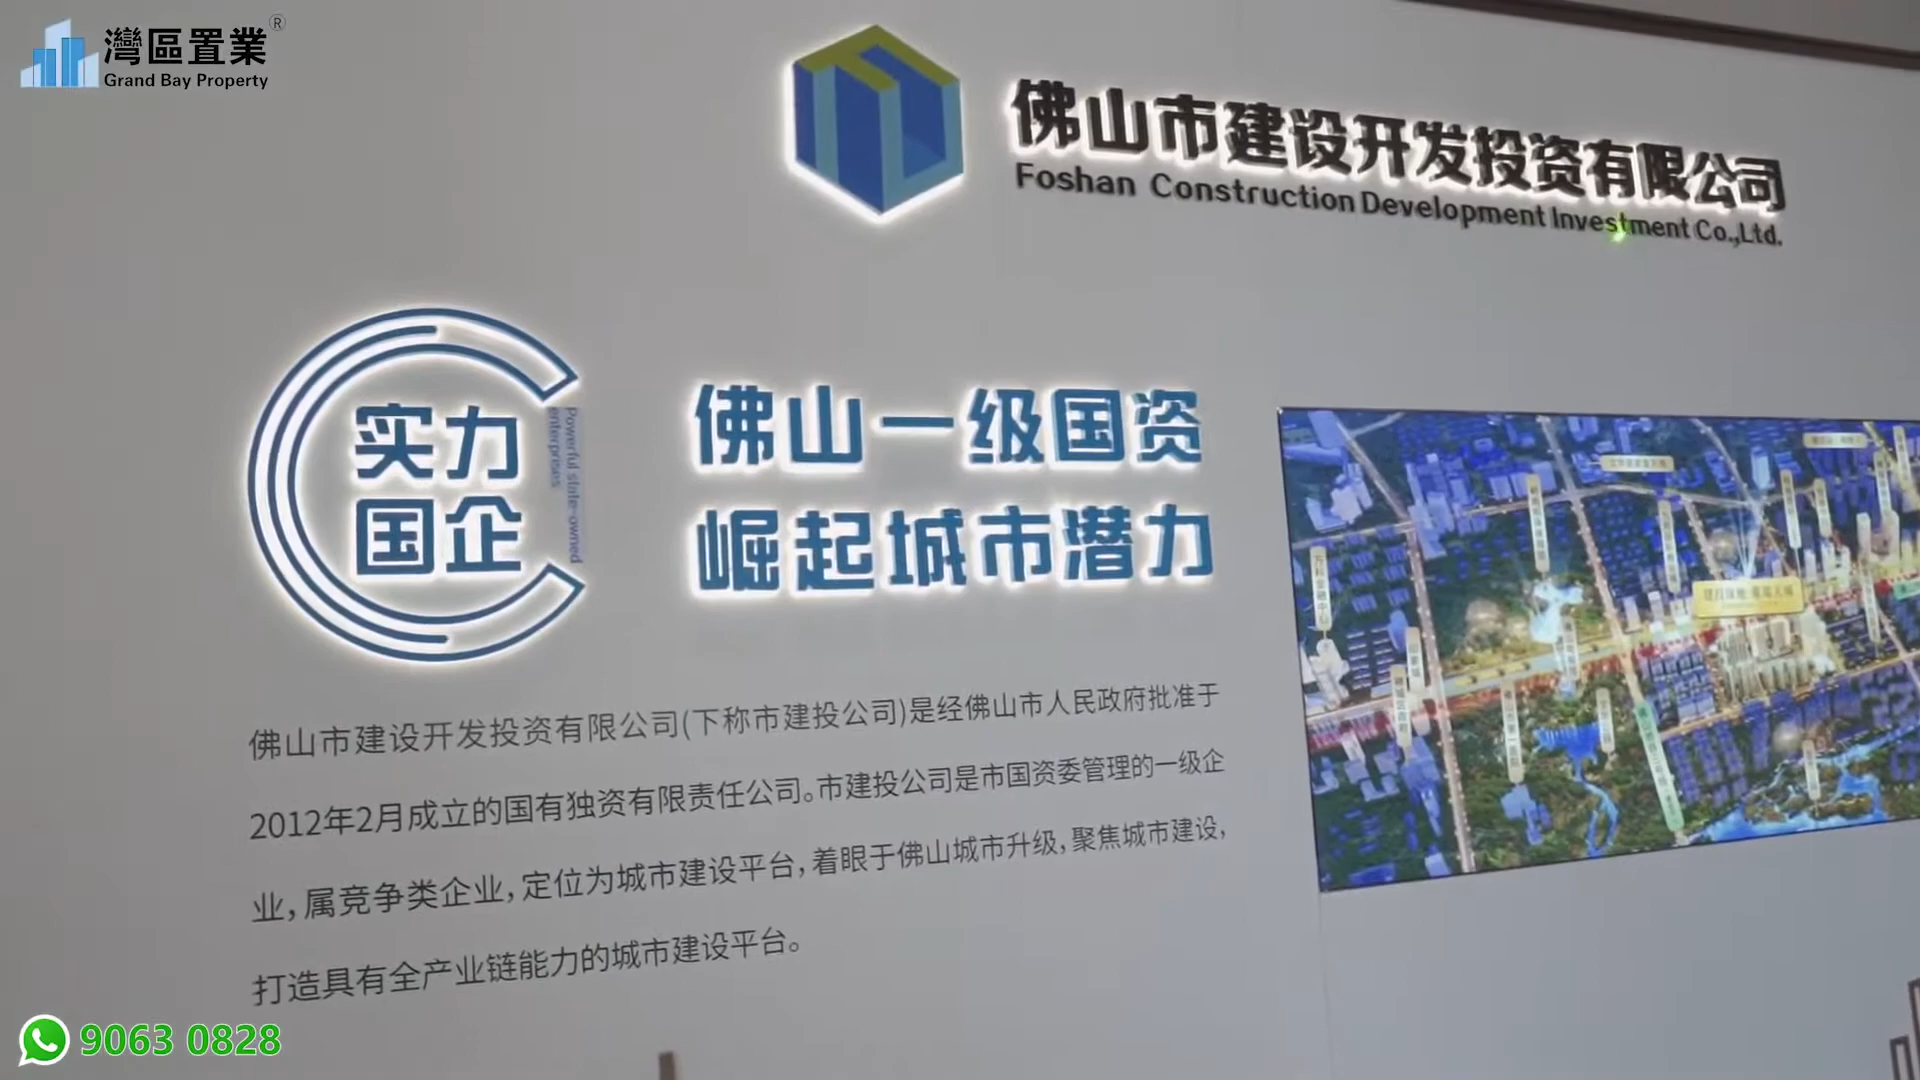 灣區置業®
Grand Bay Property
佛山市建设开发投资有限公司
Foshan Construction Development Investment Co.,Ltd.
实力
国企
Powerful state-owned
enterprises
佛山一级国资
崛起城市潜力
佛山市建设开发投资有限公司(下称市建投公司)是经佛山市人民政府批准于
2012年2月成立的国有独资有限责任公司。市建投公司是市国资委管理的一级企
业,属竞争类企业,定位为城市建设平台,着眼于佛山城市升级,聚焦城市建设,
打造具有全产业链能力的城市建设平台。
9063 0828